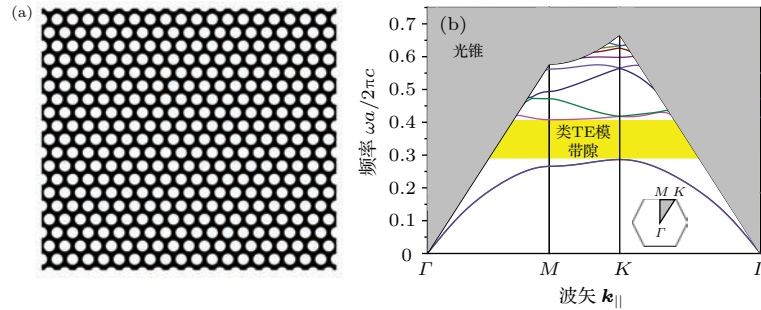 (a)
(b)
光锥
类TE模
带隙
频率 ωa/2πc
0.7
0.6
0.5
0.4
0.3
0.2
0.1
0
M K
Γ
Γ M K Γ
波矢 k||